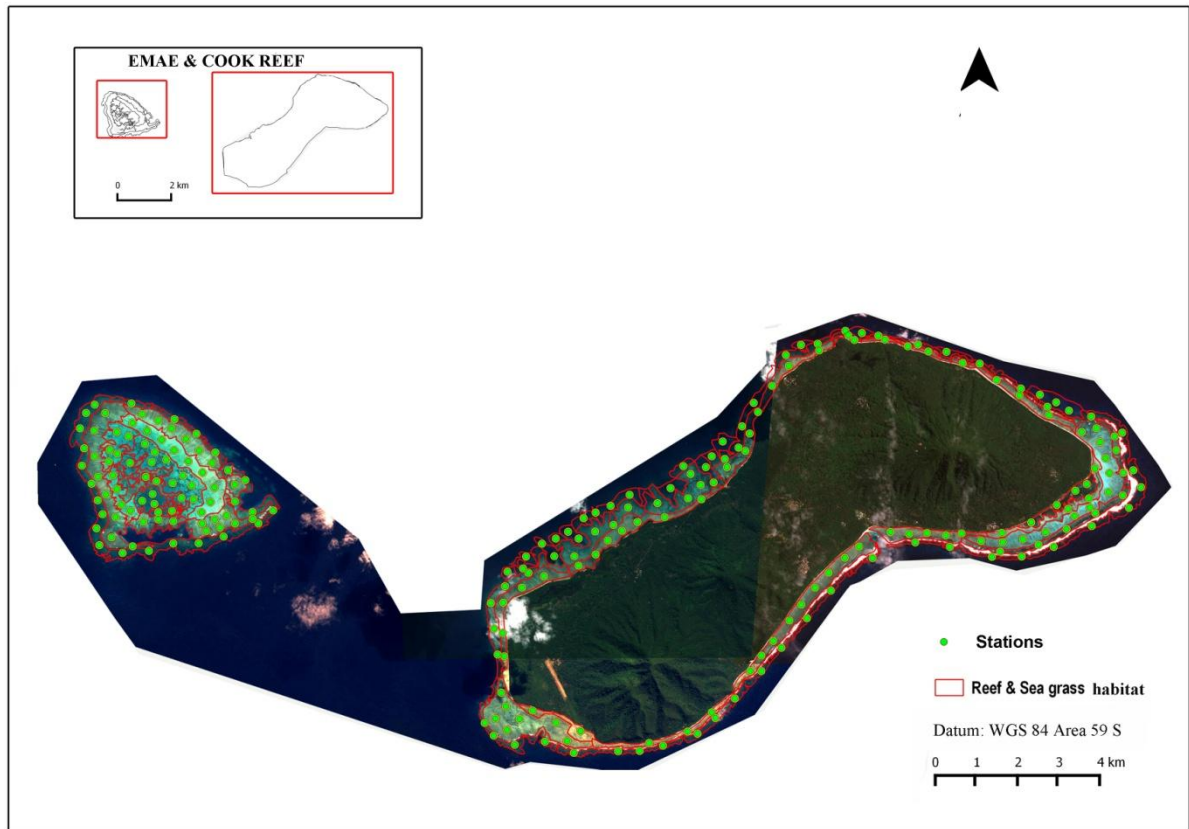 EMAE & COOK REEF
0 2 km
Stations
Reef & Sea grass habitat
Datum: WGS 84 Area 59 S
0 1 2 3 4 km